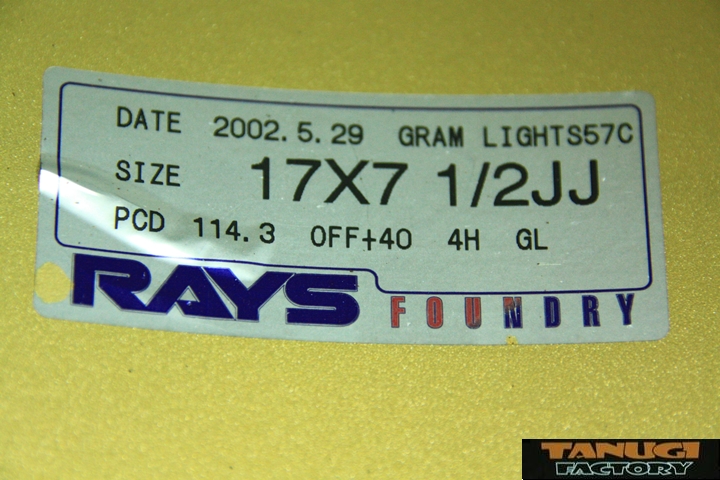 DATE 2002.5.29 GRAM LIGHTS57C
SIZE 17X7 1/2JJ
PCD 114.3 OFF+40 4H GL
RAYS FOUNDRY
TANUGI
FACTORY